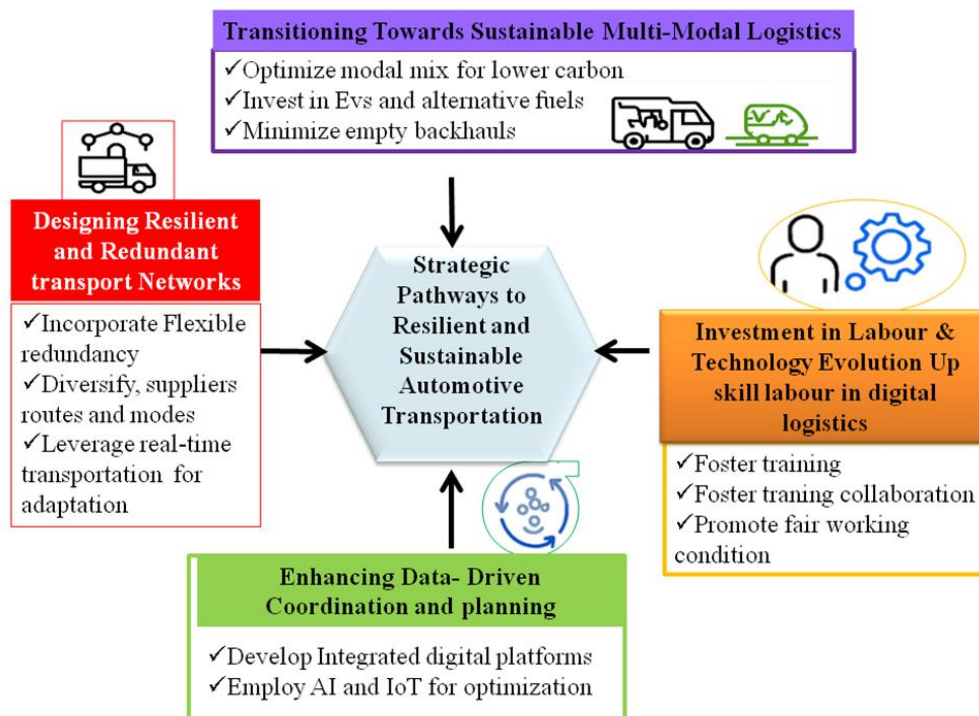 Transitioning Towards Sustainable Multi-Modal Logistics
✓Optimize modal mix for lower carbon
✓Invest in Evs and alternative fuels
✓Minimize empty backhauls
Designing Resilient
and Redundant
transport Networks
✓Incorporate Flexible
redundancy
✓Diversify, suppliers
routes and modes
✓Leverage real-time
transportation for
adaptation
Strategic
Pathways to
Resilient and
Sustainable
Automotive
Transportation
Investment in Labour &
Technology Evolution Up
skill labour in digital
logistics
✓Foster training
✓Foster traning collaboration
✓Promote fair working
condition
Enhancing Data- Driven
Coordination and planning
✓Develop Integrated digital platforms
✓Employ AI and IoT for optimization